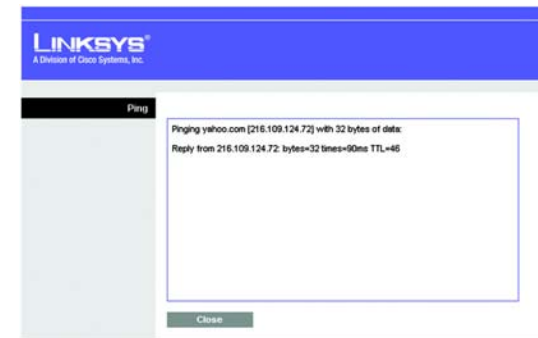 LINKSYS®
A Division of Cisco Systems, Inc.
Ping
Pinging yahoo.com [216.109.124.72] with 32 bytes of data:
Reply from 216.109.124.72: bytes=32 times=90ms TTL=46
Close